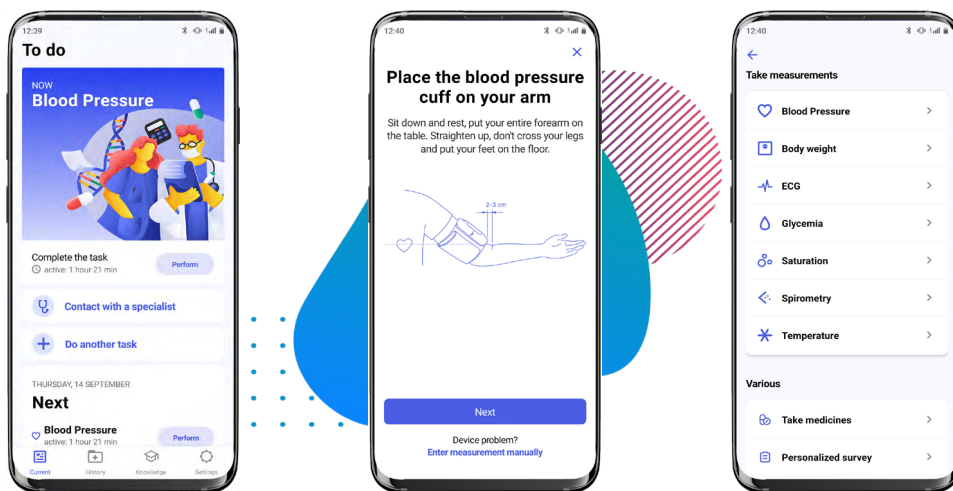 12:39
To do
NOW
Blood Pressure
Complete the task
active: 1 hour 21 min
Perform
Contact with a specialist
Do another task
THURSDAY, 14 SEPTEMBER
Next
Blood Pressure
active: 1 hour 21 min
Perform
Current
History
Knowledge
Settings
12:40
Place the blood pressure
cuff on your arm
Sit down and rest, put your entire forearm on
the table. Straighten up, don't cross your legs
and put your feet on the floor.
2-3 cm
Next
Device problem?
Enter measurement manually
12:40
Take measurements
Blood Pressure
Body weight
ECG
Glycemia
Saturation
Spirometry
Temperature
Various
Take medicines
Personalized survey